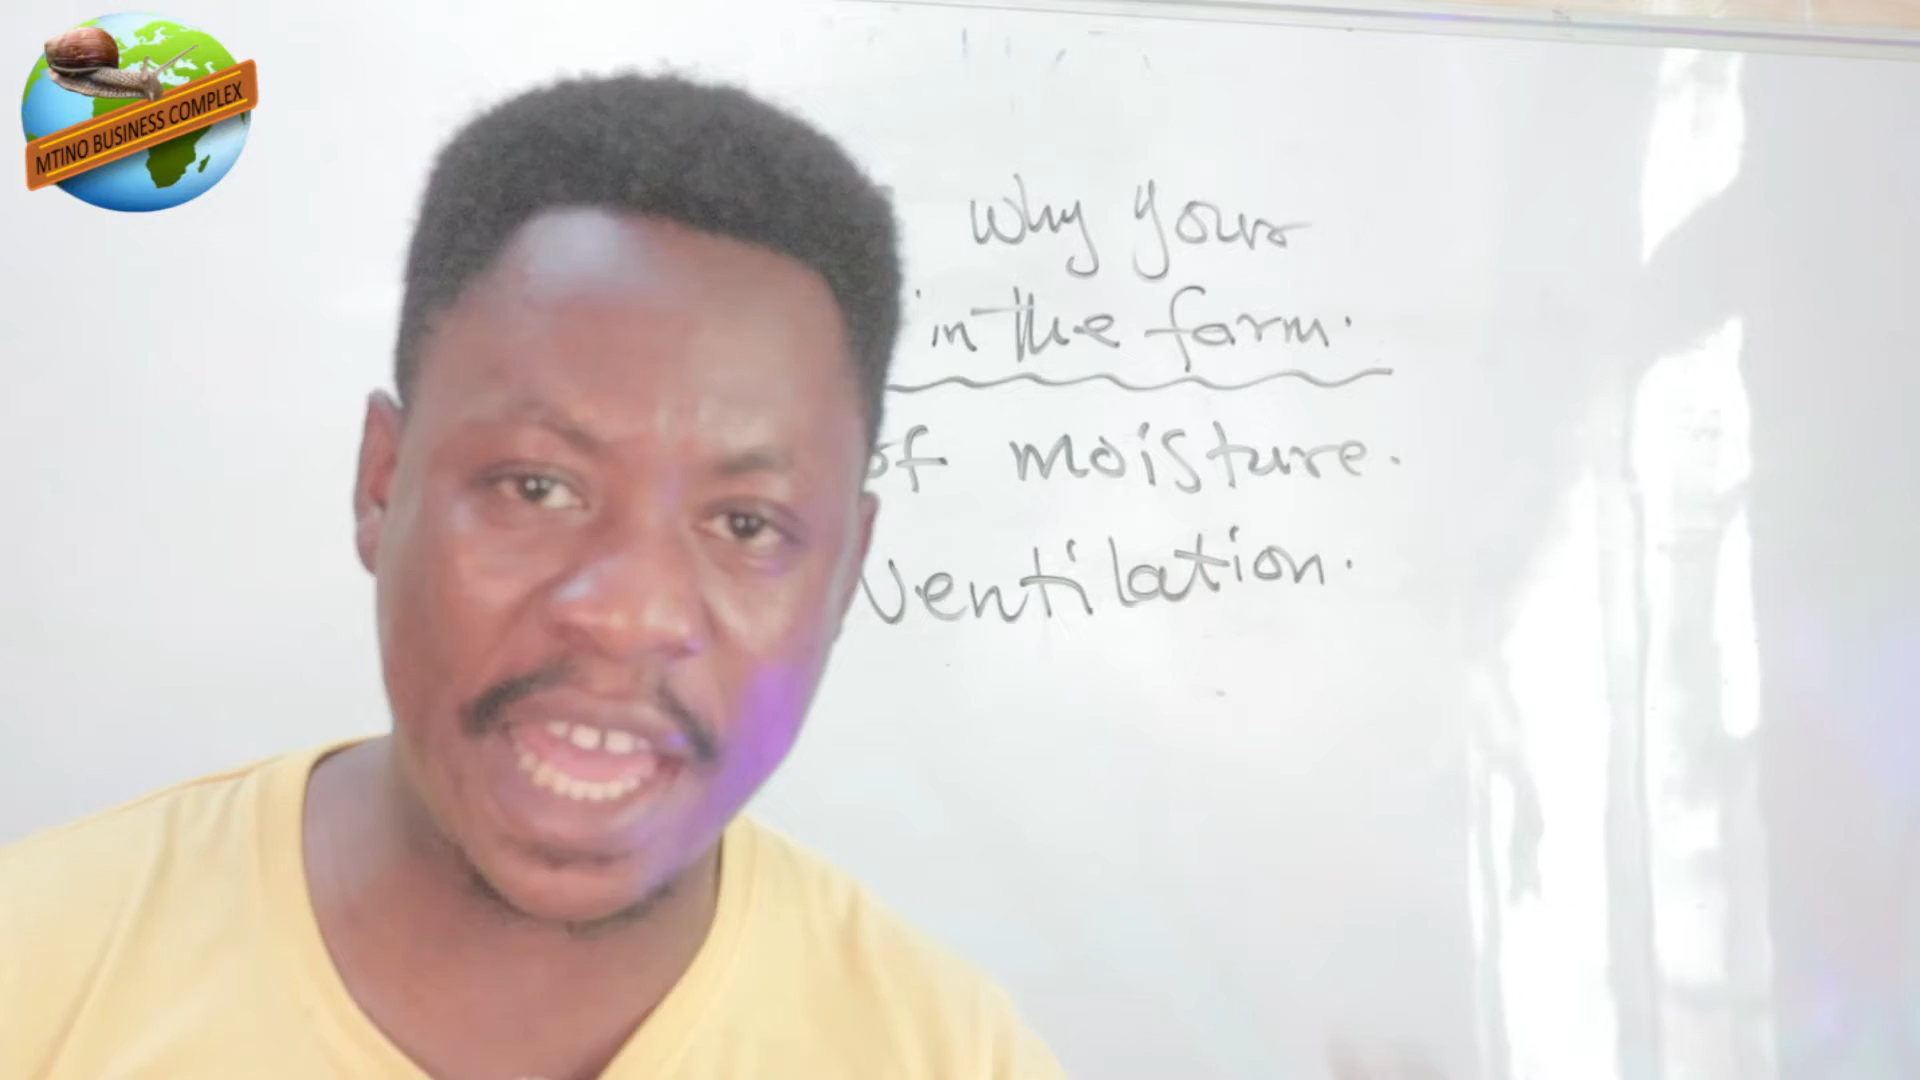 MTINO BUSINESS COMPLEX
Why your
in the farm.
of moisture.
Ventilation.